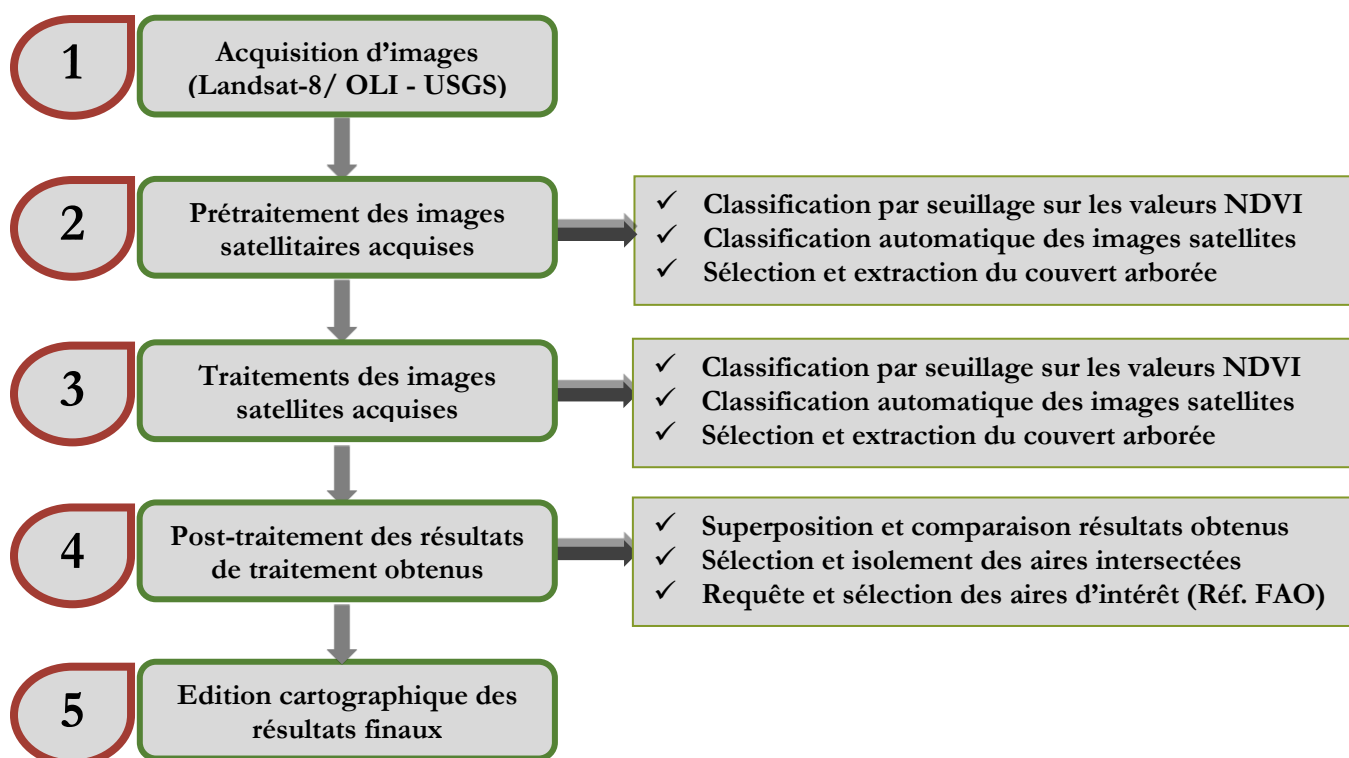 1
Acquisition d’images
(Landsat-8/ OLI - USGS)
2
Prétraitement des images
satellitaires acquises
✓ Classification par seuillage sur les valeurs NDVI
✓ Classification automatique des images satellites
✓ Sélection et extraction du couvert arborée
3
Traitements des images
satellites acquises
✓ Classification par seuillage sur les valeurs NDVI
✓ Classification automatique des images satellites
✓ Sélection et extraction du couvert arborée
4
Post-traitement des résultats
de traitement obtenus
✓ Superposition et comparaison résultats obtenus
✓ Sélection et isolement des aires intersectées
✓ Requête et sélection des aires d’intérêt (Réf. FAO)
5
Edition cartographique des
résultats finaux